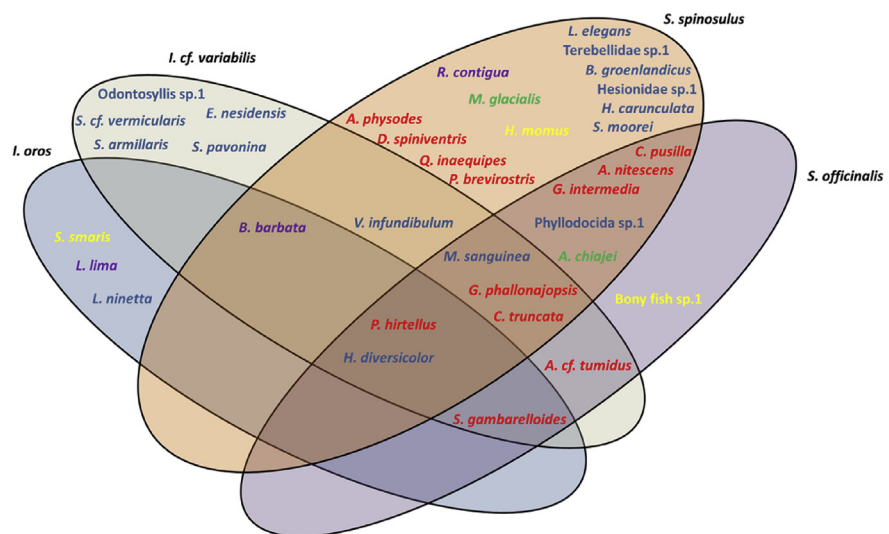 S. spinosulus
L. elegans
Terebellidae sp.1
B. groenlandicus
Hesionidae sp.1
H. carunculata
S. moorei
I. cf. variabilis
R. contigua
M. glacialis
H. momus
Odontosyllis sp.1
S. cf. vermicularis
E. nesidensis
S. armillaris
S. pavonina
A. physodes
D. spiniventris
Q. inaequipes
P. brevirostris
C. pusilla
A. nitescens
G. intermedia
S. officinalis
I. oros
S. smaris
L. lima
L. ninetta
B. barbata
V. infundibulum
Phyllodocida sp.1
M. sanguinea
A. chiajei
G. phallonajopsis
C. truncata
Bony fish sp.1
P. hirtellus
H. diversicolor
A. cf. tumidus
S. gambarelloides